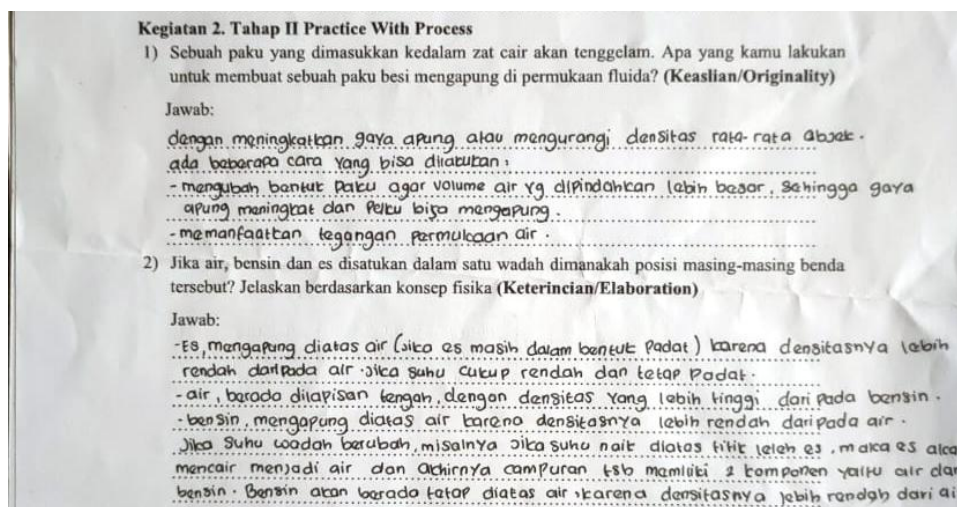 Kegiatan 2. Tahap II Practice With Process
1) Sebuah paku yang dimasukkan kedalam zat cair akan tenggelam. Apa yang kamu lakukan
untuk membuat sebuah paku besi mengapung di permukaan fluida? (Keaslian/Originality)
Jawab:
dengan meningkatkan gaya apung atau mengurangi densitas rata-rata objek.
ada beberapa cara yang bisa dilakukan :
- mengubah bentuk paku agar volume air yg dipindahkan lebih besar. Sehingga gaya
apung meningkat dan paku bisa mengapung.
- memanfaatkan tegangan permukaan air.
2) Jika air, bensin dan es disatukan dalam satu wadah dimanakah posisi masing-masing benda
tersebut? Jelaskan berdasarkan konsep fisika (Keterincian/Elaboration)
Jawab:
- Es, mengapung diatas air (jika es masih dalam bentuk padat) karena densitasnya lebih
rendah daripada air. jika suhu cukup rendah dan tetap padat.
- air, berada dilapisan tengah, dengan densitas yang lebih tinggi dari pada bensin.
- bensin, mengapung diatas air karena densitasnya lebih rendah daripada air.
Jika suhu wadah berubah, misalnya jika suhu naik diatas titik leleh es, maka es aka
mencair menjadi air dan akhirnya campuran tsb memiliki 2 komponen yaitu air dan
bensin. Bensin akan berada tetap diatas air, karena densitasnya lebih rendah dari ai